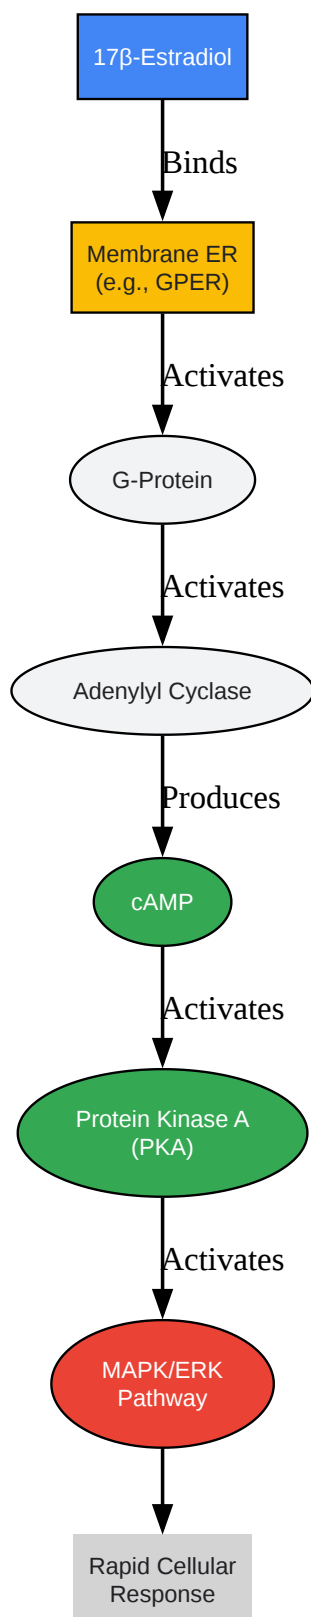 17β-Estradiol
Binds
Membrane ER
(e.g., GPER)
Activates
G-Protein
Activates
Adenylyl Cyclase
Produces
cAMP
Activates
Protein Kinase A
(PKA)
Activates
MAPK/ERK
Pathway
Rapid Cellular
Response